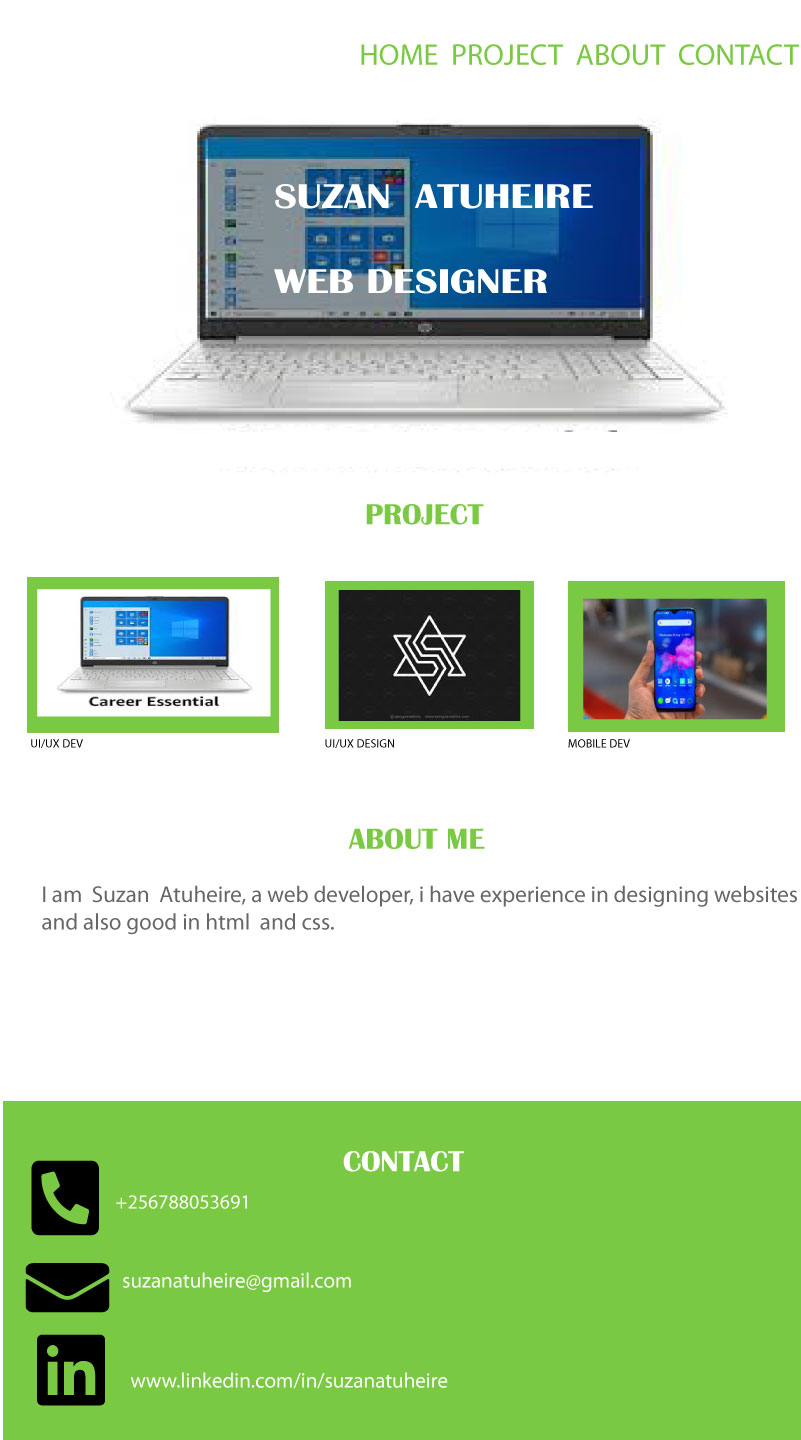 HOME PROJECT ABOUT CONTACT
SUZAN ATUHEIRE
WEB DESIGNER
PROJECT
Career Essential
UI/UX DEV
UI/UX DESIGN
MOBILE DEV
ABOUT ME
I am Suzan Atuheire, a web developer, i have experience in designing websites
and also good in html and css.
CONTACT
+256788053691
suzanatuheire@gmail.com
in
www.linkedin.com/in/suzanatuheire